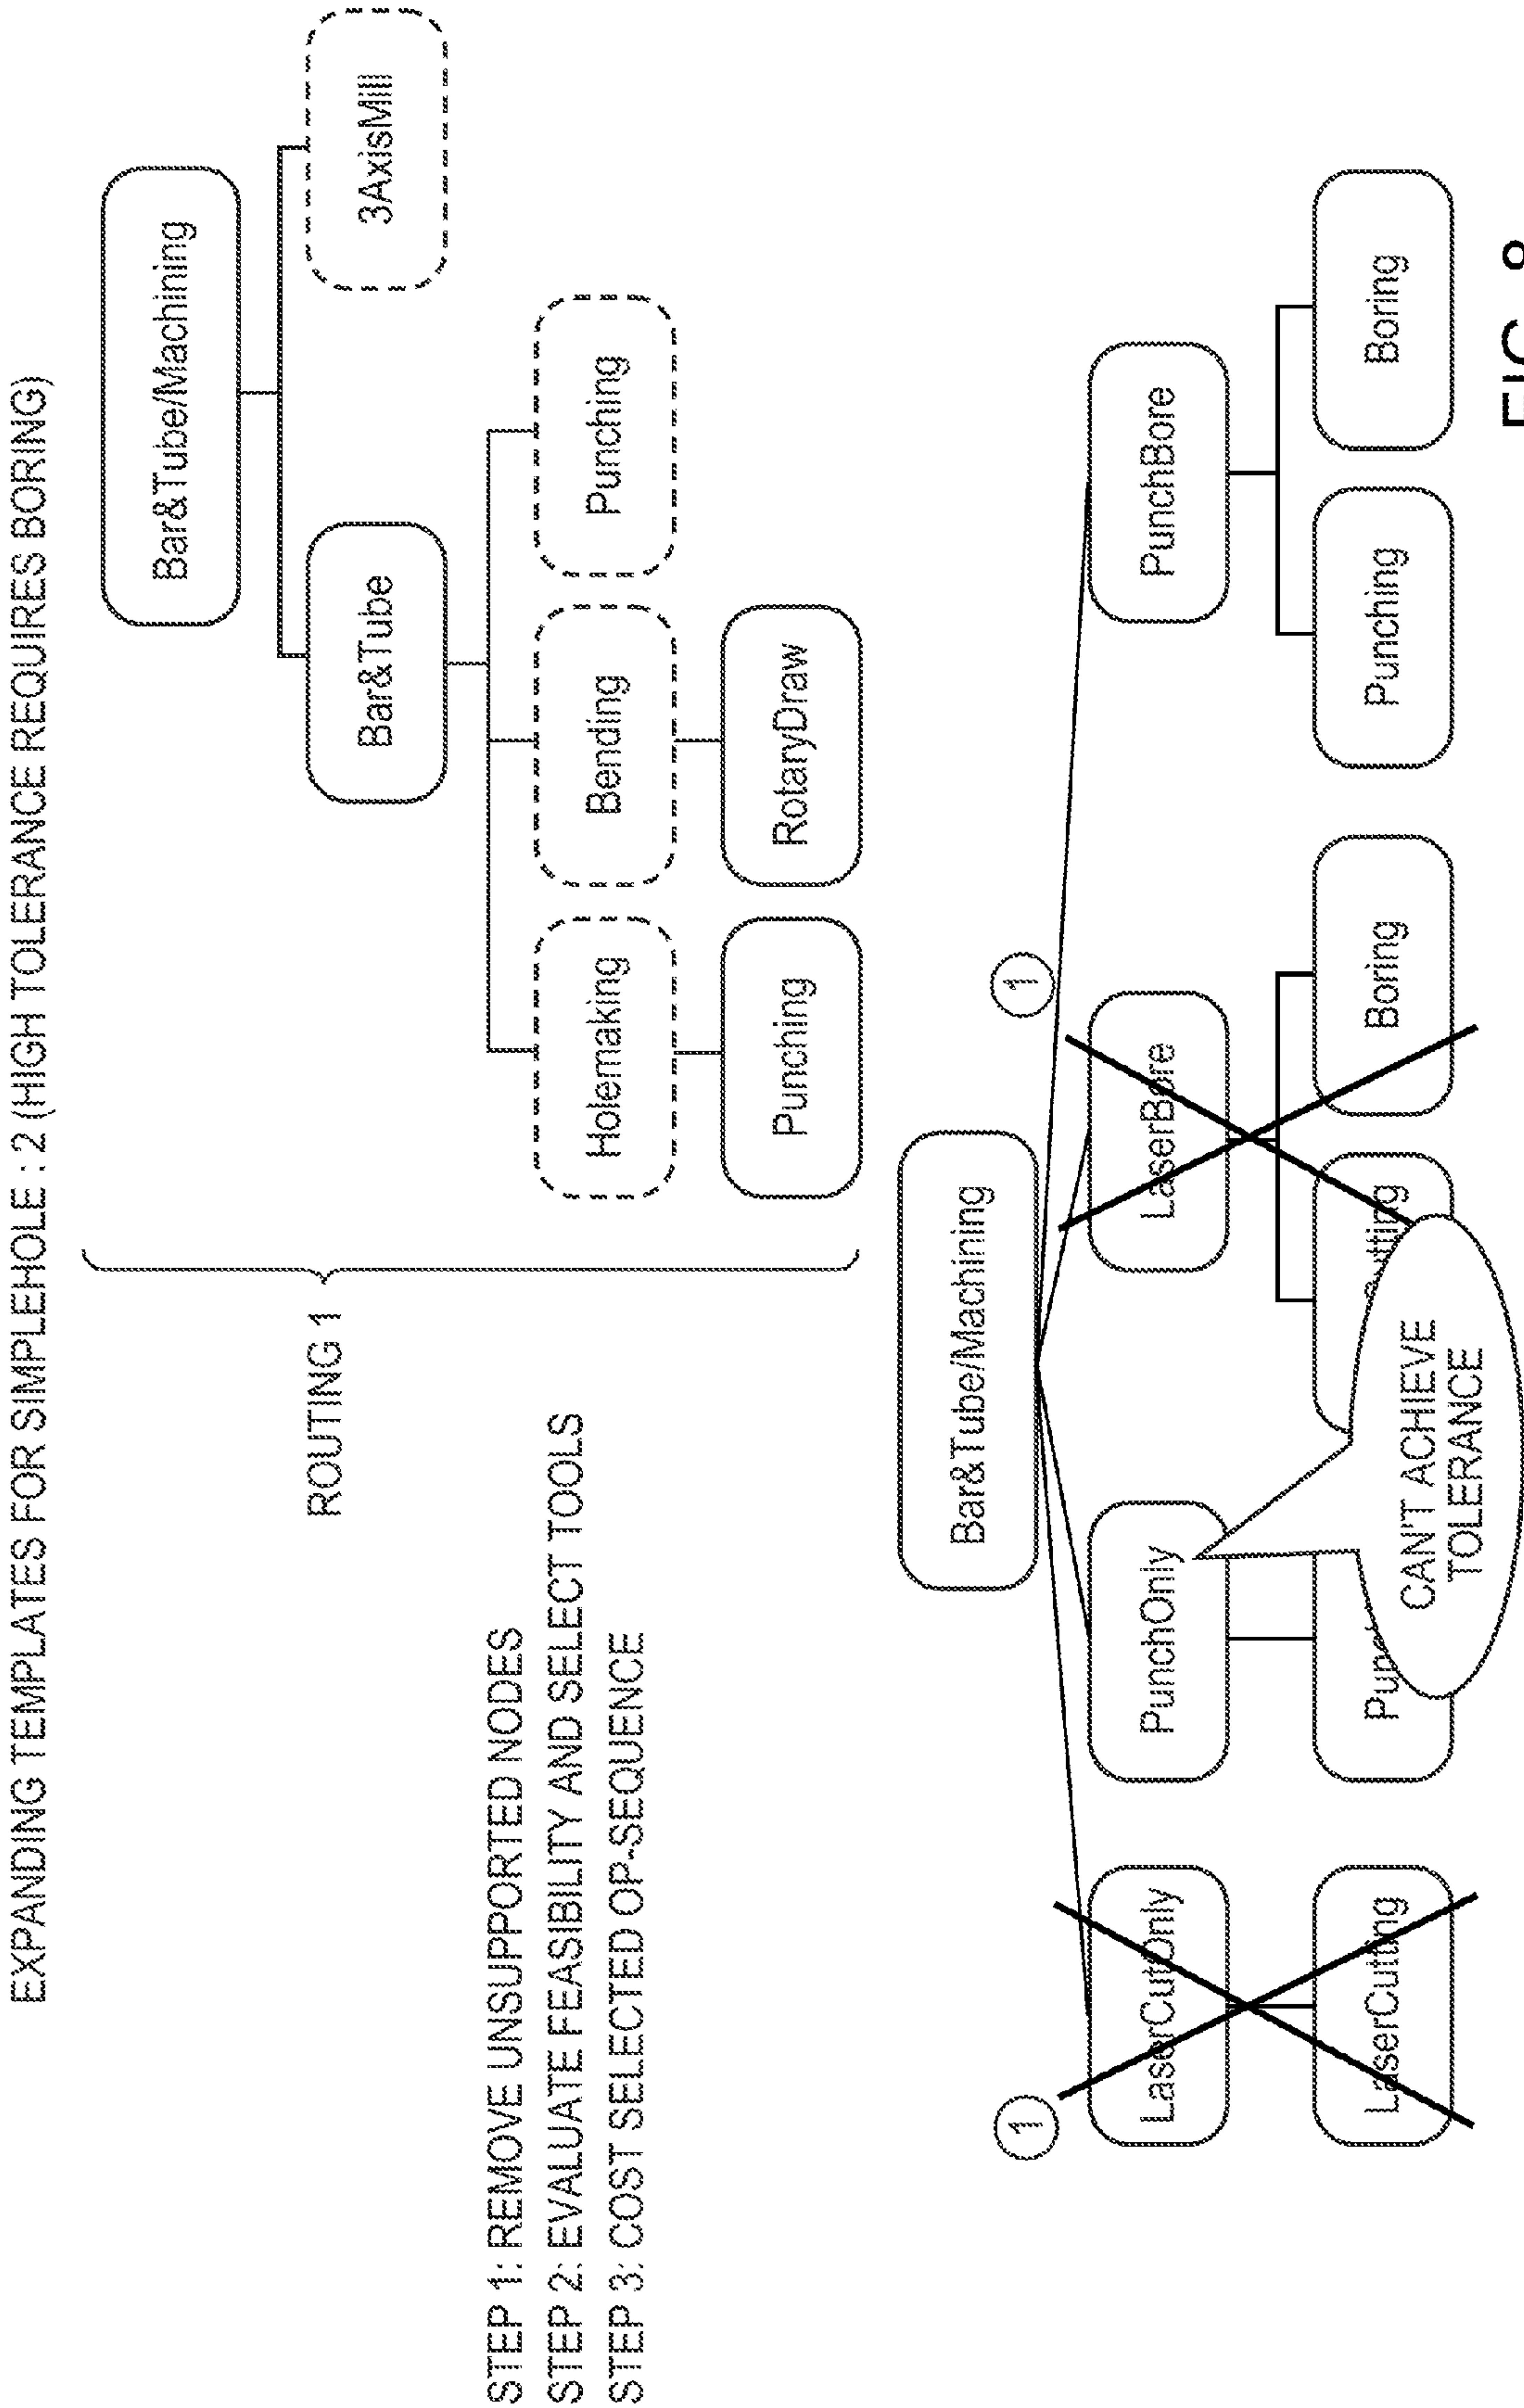 EXPANDING TEMPLATES FOR SIMPLEHOLE : 2 (HIGH TOLERANCE REQUIRES BORING)
Bar&Tube/Machining
Bar&Tube
3AxisMill
ROUTING 1
Holemaking
Bending
Punching
Punching
RotaryDraw
STEP 1: REMOVE UNSUPPORTED NODES
STEP 2: EVALUATE FEASIBILITY AND SELECT TOOLS
STEP 3: COST SELECTED OP-SEQUENCE
Bar&Tube/Machining
1
1
LaserCutOnly
PunchOnly
LaserBore
PunchBore
LaserCutting
Boring
Punching
Boring
CAN'T ACHIEVE
TOLERANCE
FIG. 8